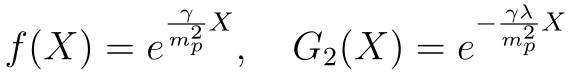 $f(X) = e^{\frac{\gamma}{m_p^2} X}, \quad G_2(X) = e^{-\frac{\gamma \lambda}{m_p^2} X}$